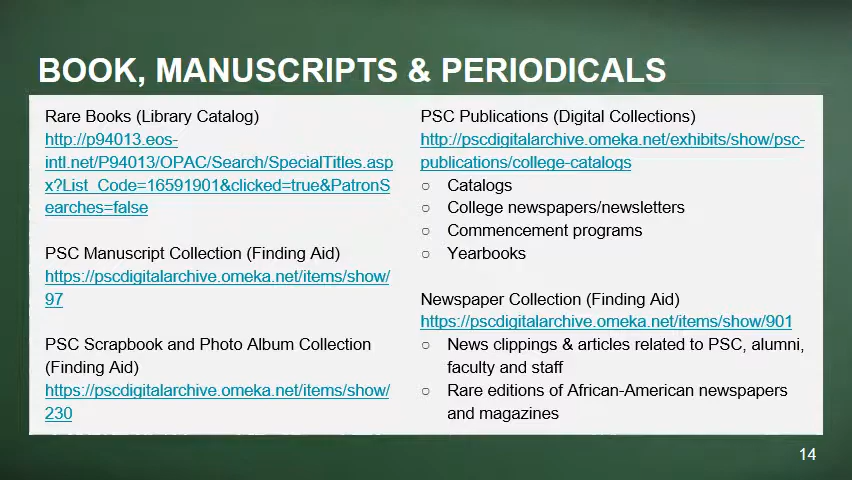 BOOK, MANUSCRIPTS & PERIODICALS
Rare Books (Library Catalog)
http://p94013.eos-
intl.net/P94013/OPAC/Search/SpecialTitles.asp
x?List_Code=16591901&clicked=true&PatronS
earches=false
PSC Manuscript Collection (Finding Aid)
https://pscdigitalarchive.omeka.net/items/show/
97
PSC Scrapbook and Photo Album Collection
(Finding Aid)
https://pscdigitalarchive.omeka.net/items/show/
230
PSC Publications (Digital Collections)
http://pscdigitalarchive.omeka.net/exhibits/show/psc-
publications/college-catalogs
○ Catalogs
○ College newspapers/newsletters
○ Commencement programs
○ Yearbooks
Newspaper Collection (Finding Aid)
https://pscdigitalarchive.omeka.net/items/show/901
○ News clippings & articles related to PSC, alumni,
faculty and staff
○ Rare editions of African-American newspapers
and magazines
14